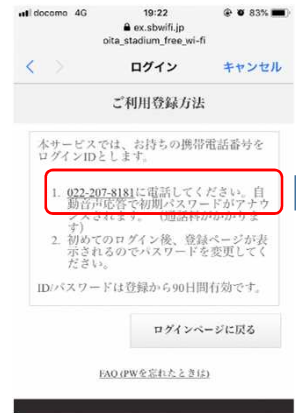 docomo 4G 19:22 83%
ex.sbwifi.jp
oita_stadium_free_wi-fi
ログイン キャンセル
ご利用登録方法
本サービスでは、お持ちの携帯電話番号を
ログインIDとします。
1. 022-207-8181に電話してください。自
動音声応答で初期パスワードがアナウ
ンスされます。 (通話料がかかりま
す)
2. 初めてのログイン後、登録ページが表
示されるのでパスワードを変更してく
ださい。
ID/パスワードは登録から90日間有効です。
ログインページに戻る
FAQ (PWを忘れたときは)